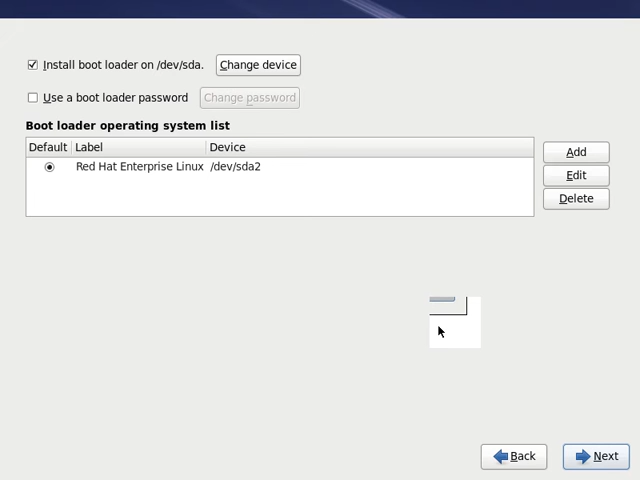 Install boot loader on /dev/sda. Change device
Use a boot loader password Change password
Boot loader operating system list
Default Label Device
Red Hat Enterprise Linux /dev/sda2
Add
Edit
Delete
Back Next